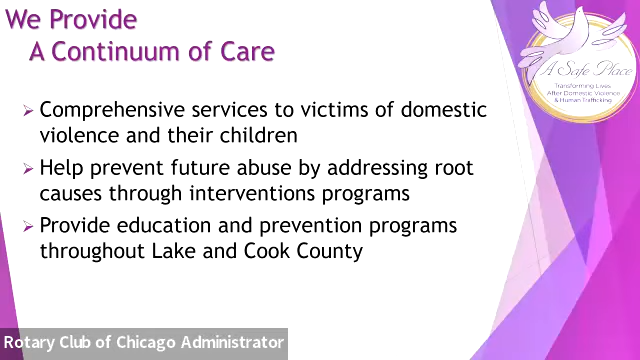 We Provide
A Continuum of Care
A Safe Place
Transforming Lives
After Domestic Violence
& Human Trafficking
➢ Comprehensive services to victims of domestic
violence and their children
➢ Help prevent future abuse by addressing root
causes through interventions programs
➢ Provide education and prevention programs
throughout Lake and Cook County
Rotary Club of Chicago Administrator